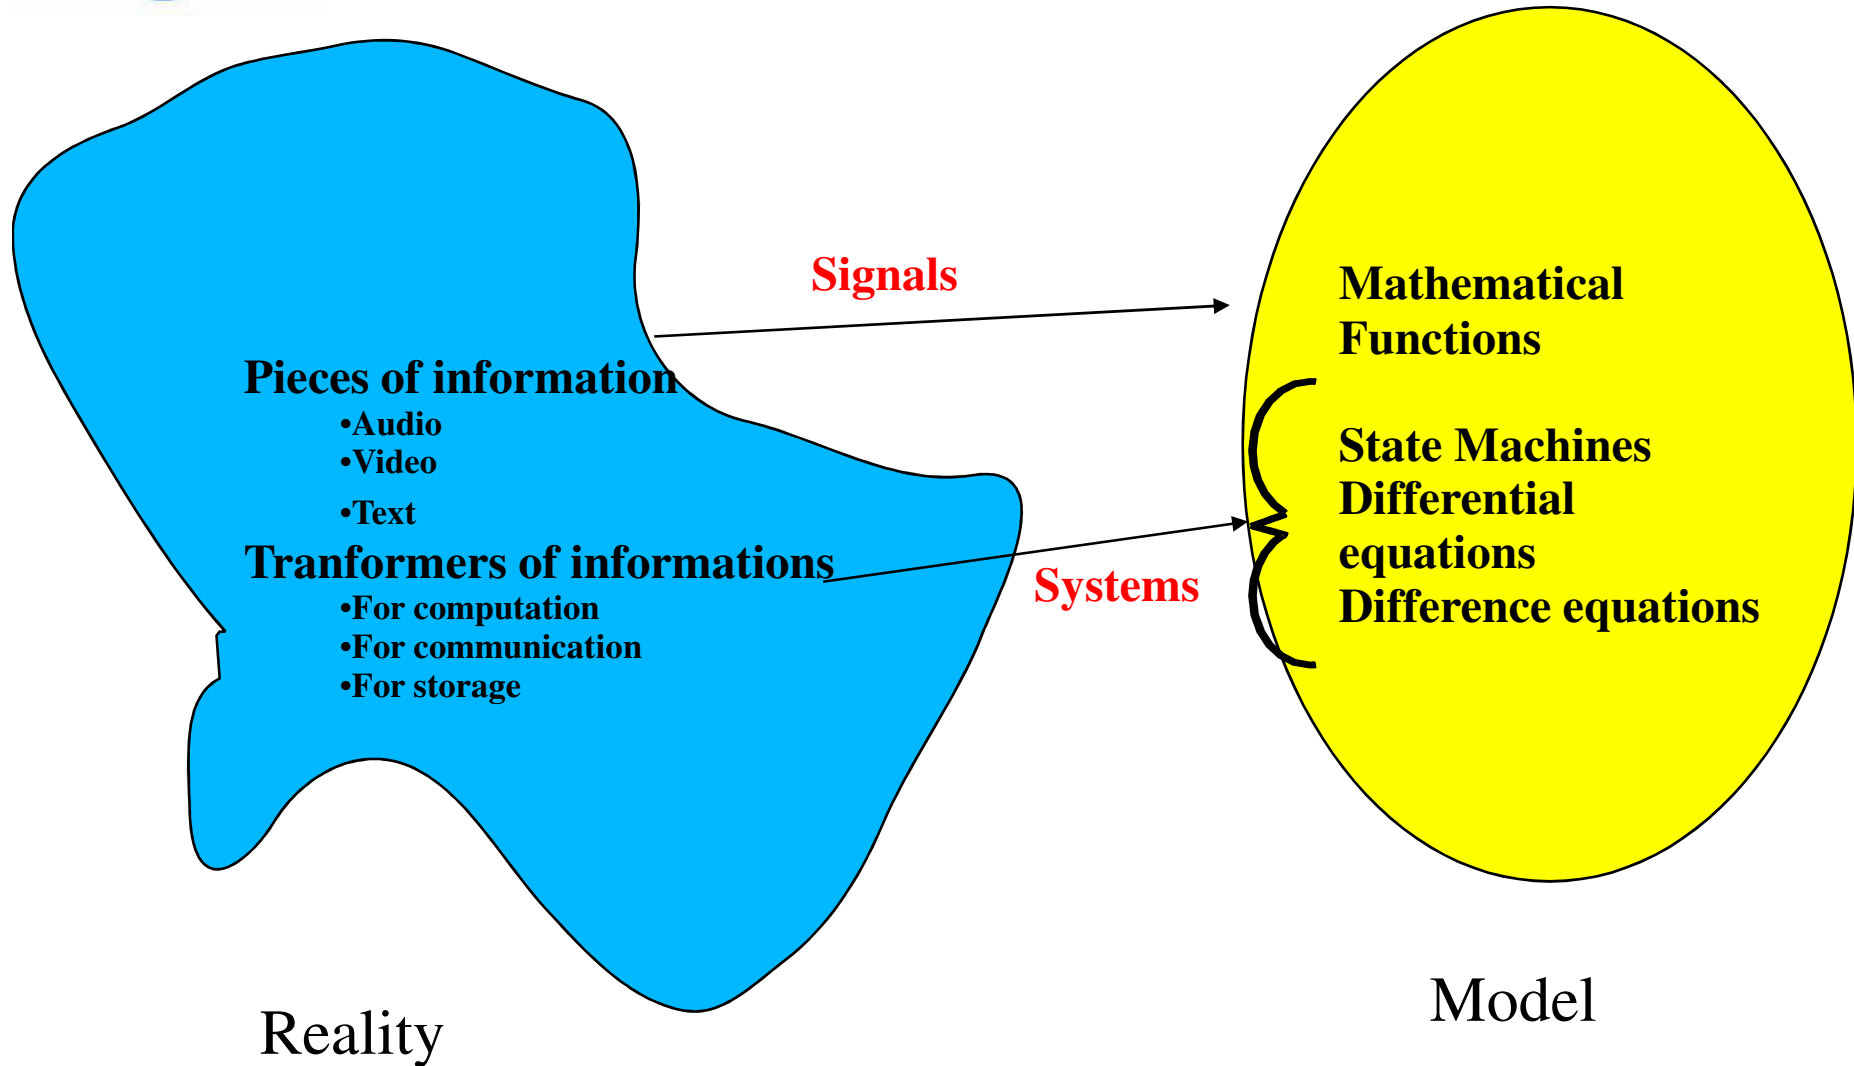 Signals
Mathematical
Functions
Pieces of information
•Audio
•Video
•Text
Tranformers of informations
•For computation
•For communication
•For storage
Systems
State Machines
Differential
equations
Difference equations
Reality
Model